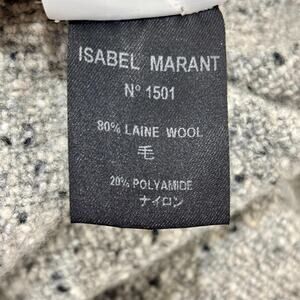 ISABEL MARANT
N° 1501
80% LAINE WOOL
毛
20% POLYAMIDE
ナイロン